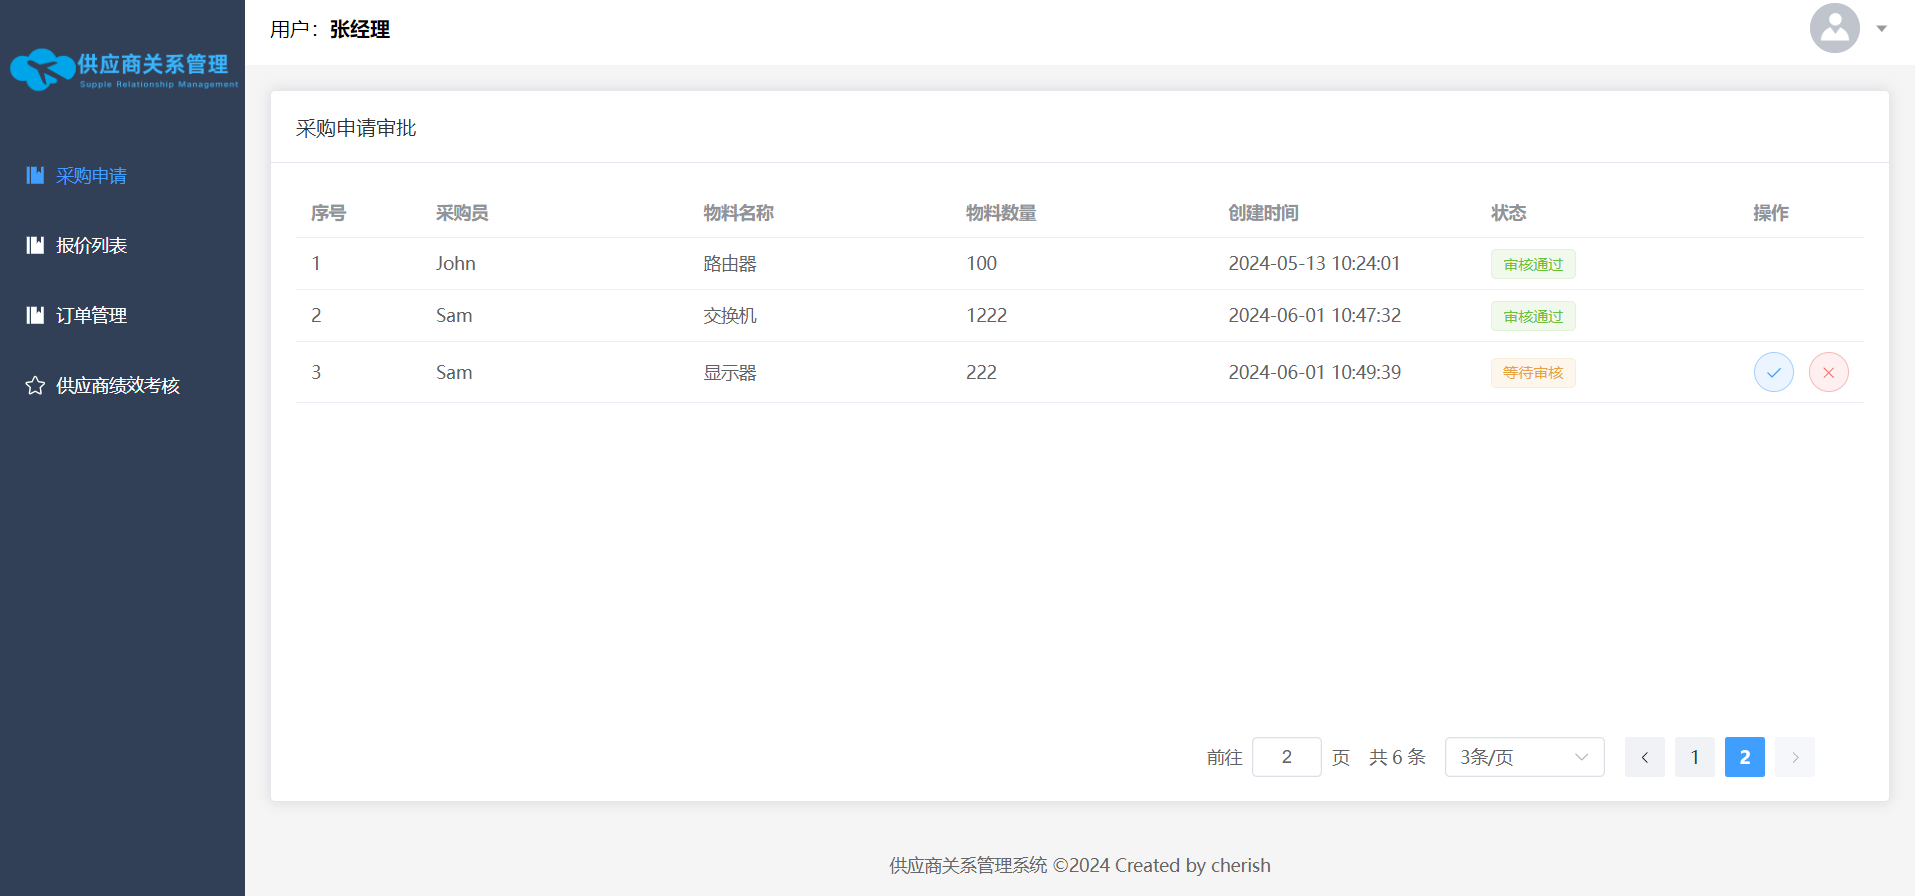 用户：张经理
供应商关系管理
Supple Relationship Management
采购申请
报价列表
订单管理
供应商绩效考核
采购申请审批
序号 采购员 物料名称 物料数量 创建时间 状态 操作
1 John 路由器 100 2024-05-13 10:24:01 审核通过
2 Sam 交换机 1222 2024-06-01 10:47:32 审核通过
3 Sam 显示器 222 2024-06-01 10:49:39 等待审核
前往 2 页 共 6 条 3条/页 1 2
供应商关系管理系统 ©2024 Created by cherish